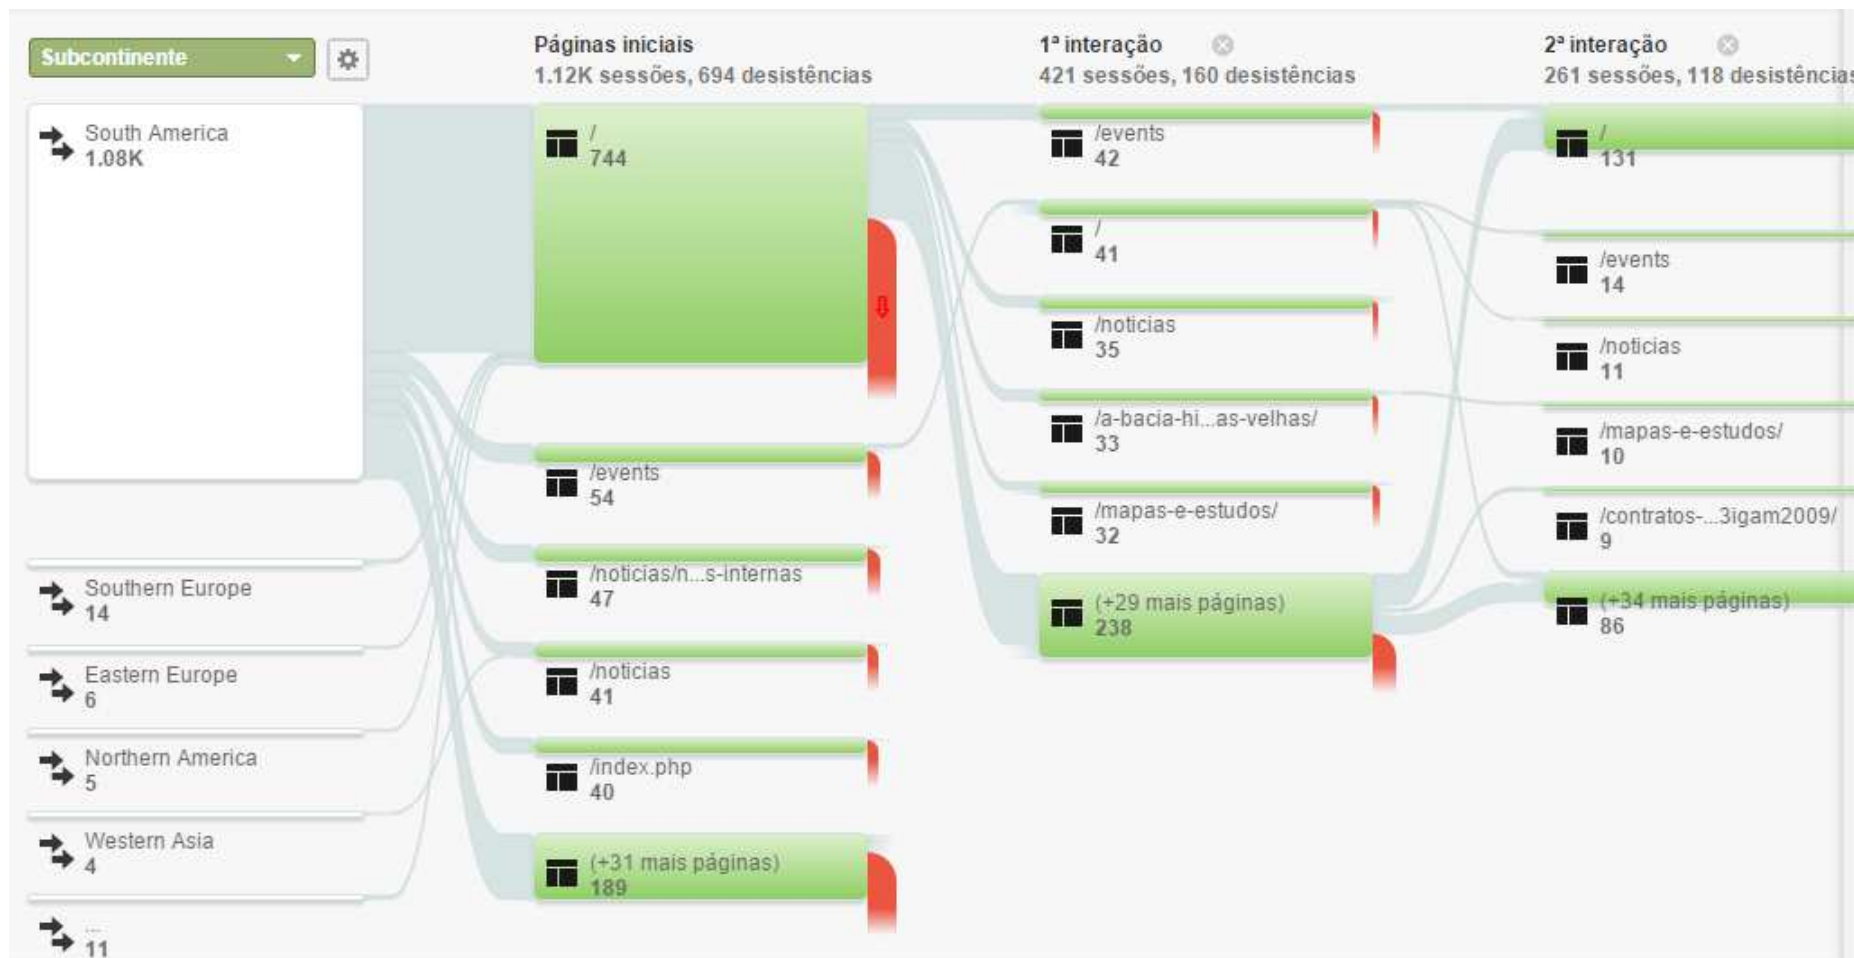 Subcontinente
South America
1.08K
Southern Europe
14
Eastern Europe
6
Northern America
5
Western Asia
4
...
11
Páginas iniciais
1.12K sessões, 694 desistências
/
744
/events
54
/noticias/n...s-internas
47
/noticias
41
/index.php
40
(+31 mais páginas)
189
1ª interação
421 sessões, 160 desistências
/events
42
/
41
/noticias
35
/a-bacia-hi...as-velhas/
33
/mapas-e-estudos/
32
(+29 mais páginas)
238
2ª interação
261 sessões, 118 desistências
/
131
/events
14
/noticias
11
/mapas-e-estudos/
10
/contratos-...3igam2009/
9
(+34 mais páginas)
86